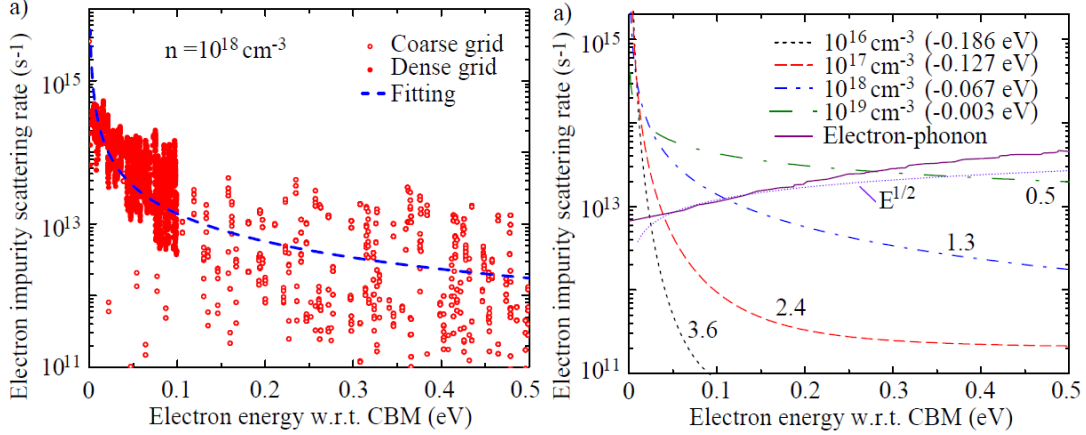 a)
Electron impurity scattering rate (s-1)
n =10^18 cm-3
Coarse grid
Dense grid
Fitting
10^15
10^13
10^11
0 0.1 0.2 0.3 0.4 0.5
Electron energy w.r.t. CBM (eV)
a)
Electron impurity scattering rate (s-1)
10^16 cm-3 (-0.186 eV)
10^17 cm-3 (-0.127 eV)
10^18 cm-3 (-0.067 eV)
10^19 cm-3 (-0.003 eV)
Electron-phonon
10^15
10^13
10^11
E^1/2
0.5
1.3
2.4
3.6
0 0.1 0.2 0.3 0.4 0.5
Electron energy w.r.t. CBM (eV)